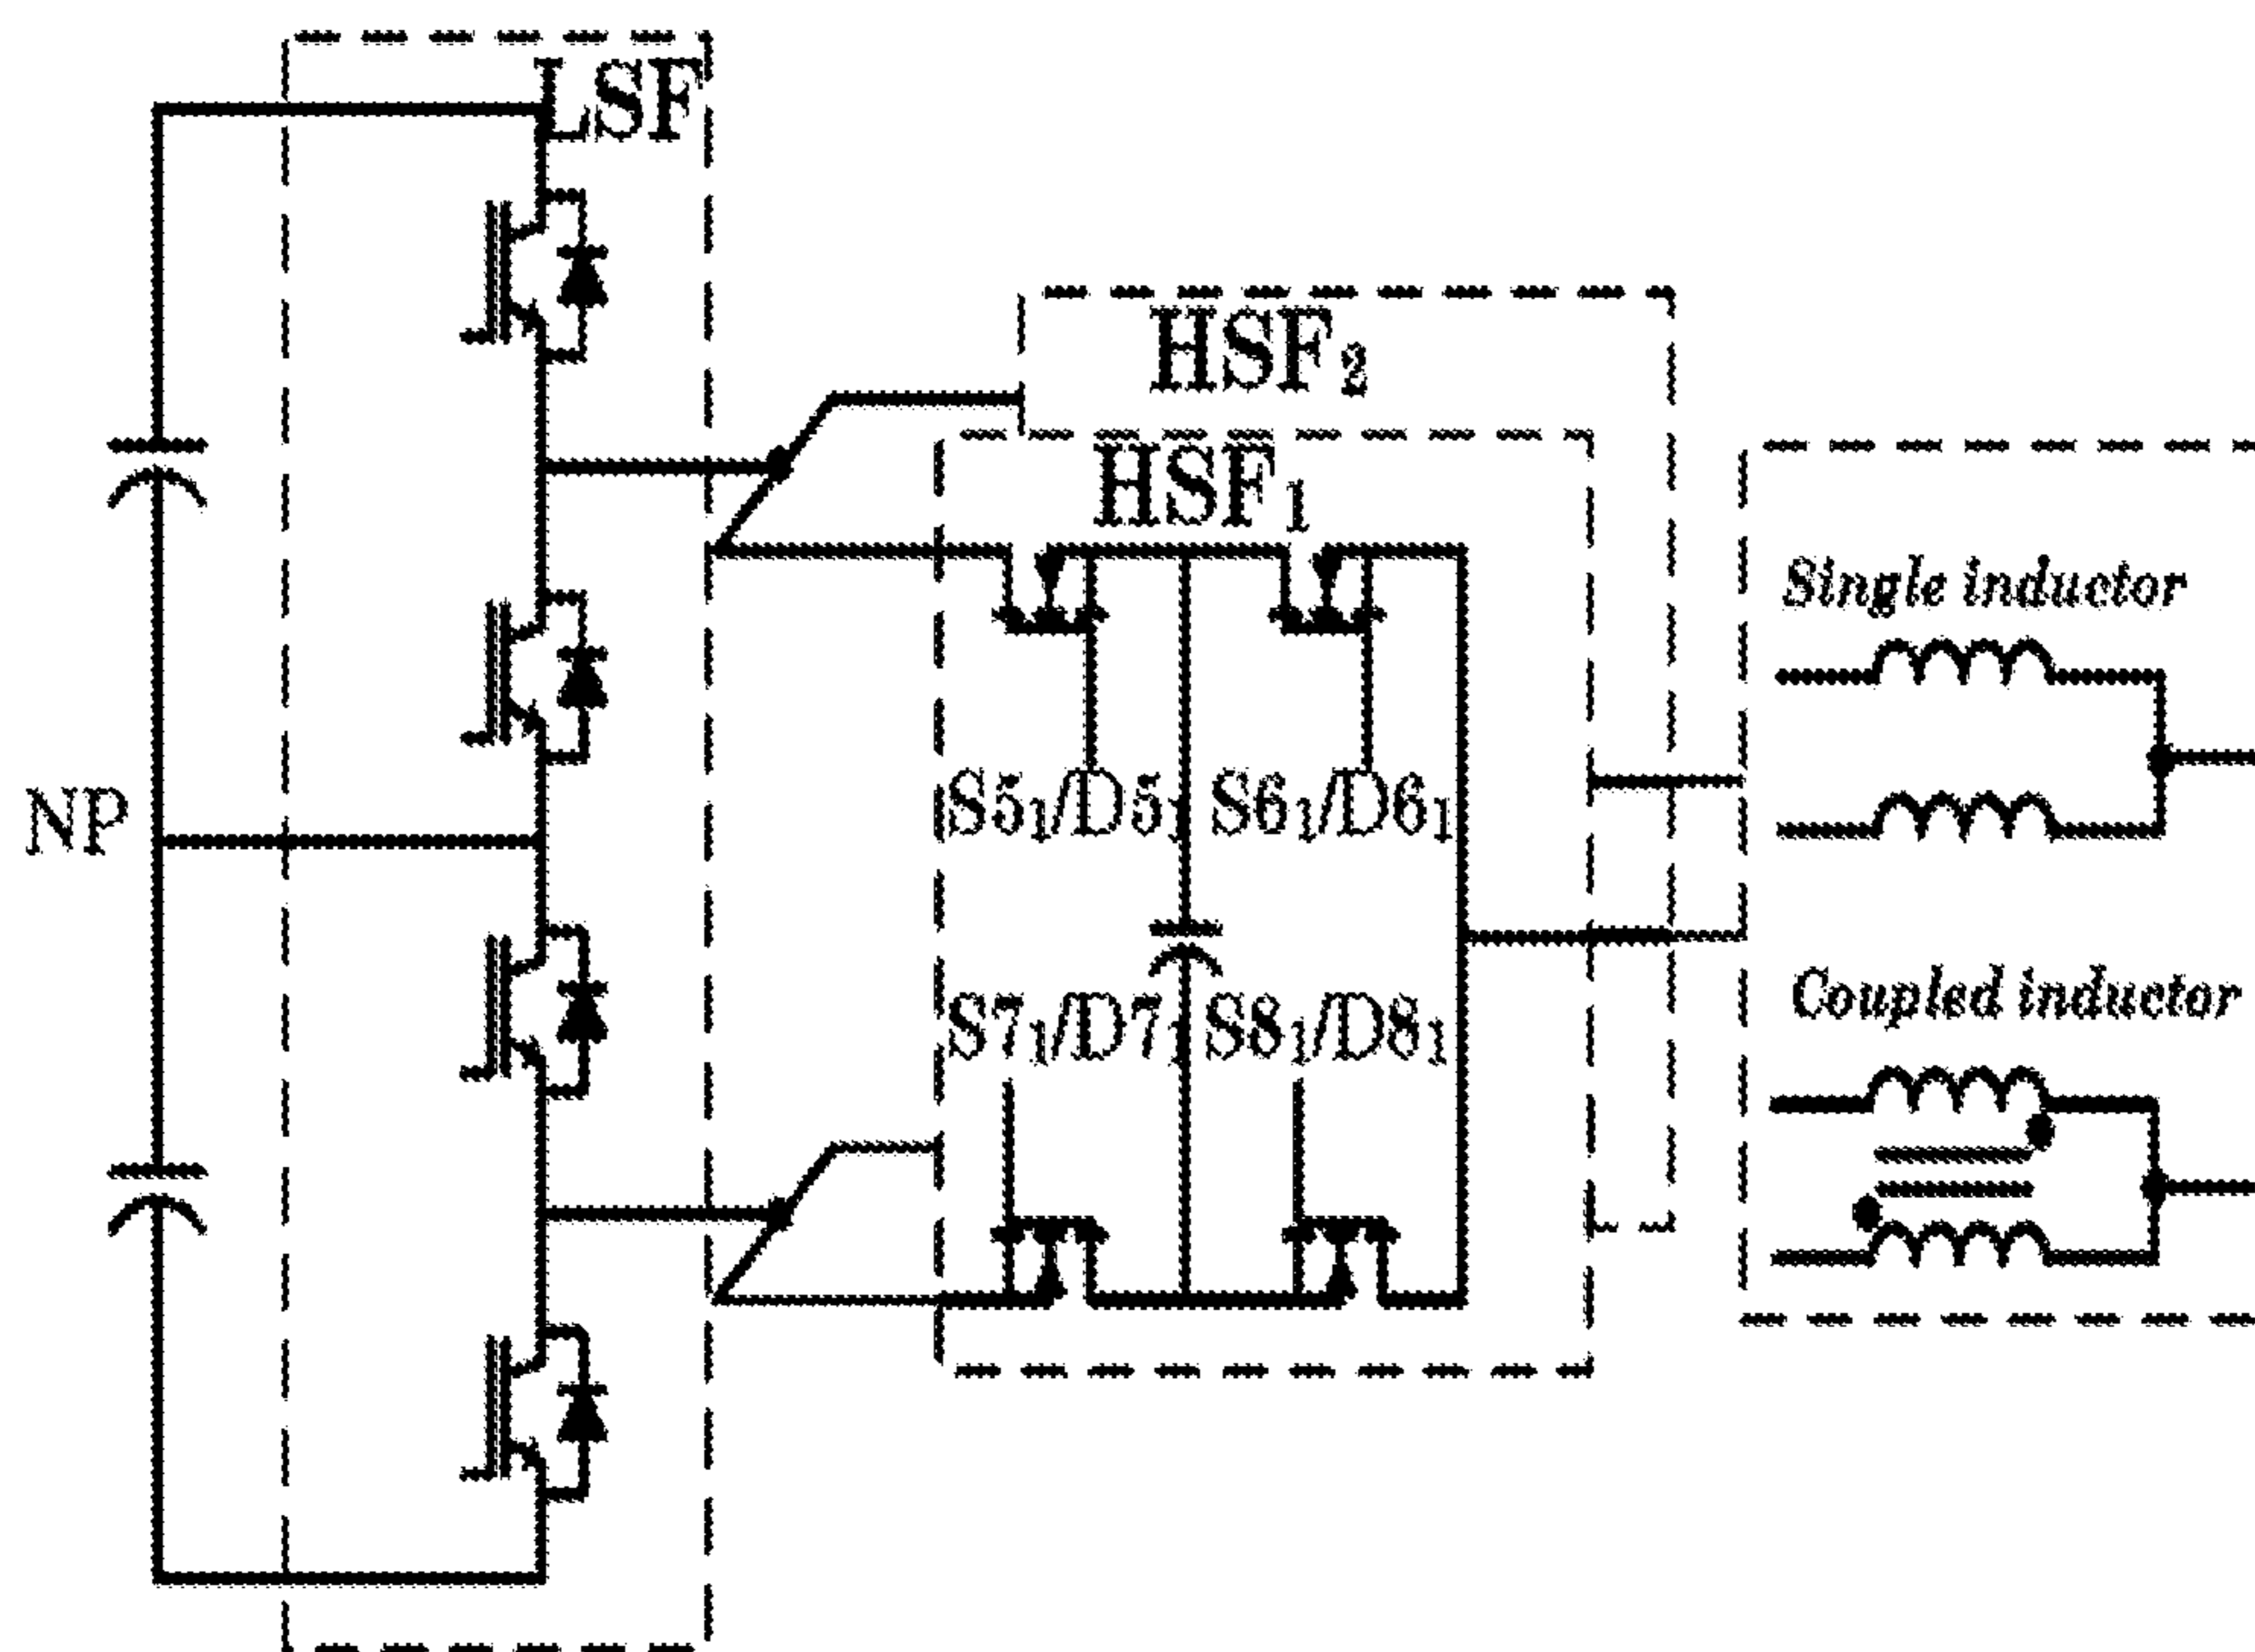 LSF
HSF₂
HSF₁
Single inductor
NP
S5₁/D5₁ S6₁/D6₁
Coupled inductor
S7₁/D7₁ S8₁/D8₁